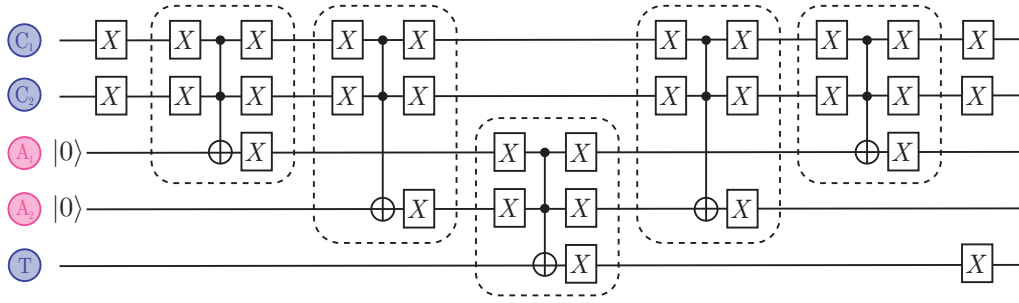 C₁ X X X X X X X X X X
C₂ X X X X X X X X X X
A₁ |0⟩ X X X X
A₂ |0⟩ X X X X
T X X